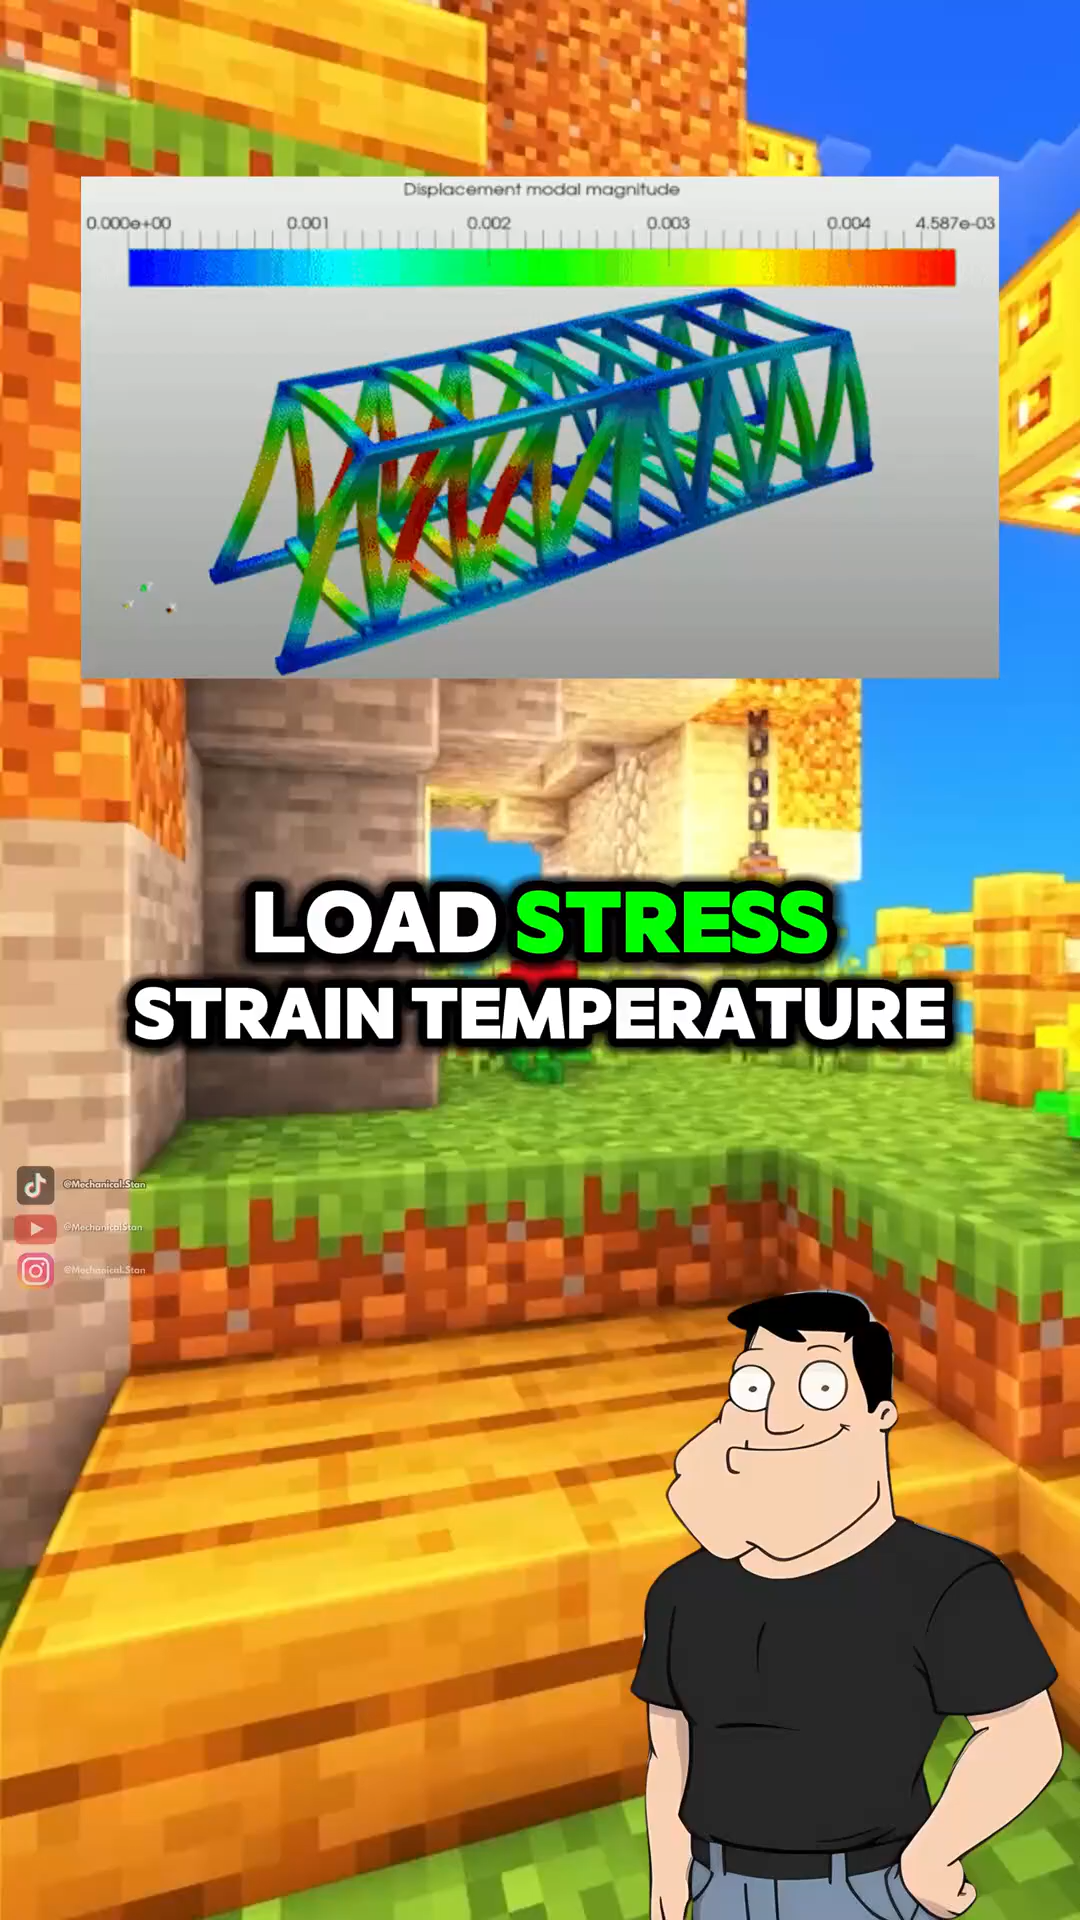 Displacement modal magnitude
0.000e+00 0.001 0.002 0.003 0.004 4.587e-03
LOAD STRESS
STRAIN TEMPERATURE
@Mechanical.Stan
@MechanicalStan
@Mechanical.Stan